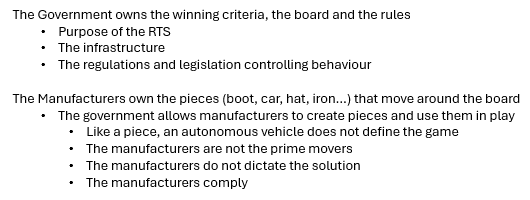 The Government owns the winning criteria, the board and the rules
• Purpose of the RTS
• The infrastructure
• The regulations and legislation controlling behaviour
The Manufacturers own the pieces (boot, car, hat, iron...) that move around the board
• The government allows manufacturers to create pieces and use them in play
• Like a piece, an autonomous vehicle does not define the game
• The manufacturers are not the prime movers
• The manufacturers do not dictate the solution
• The manufacturers comply